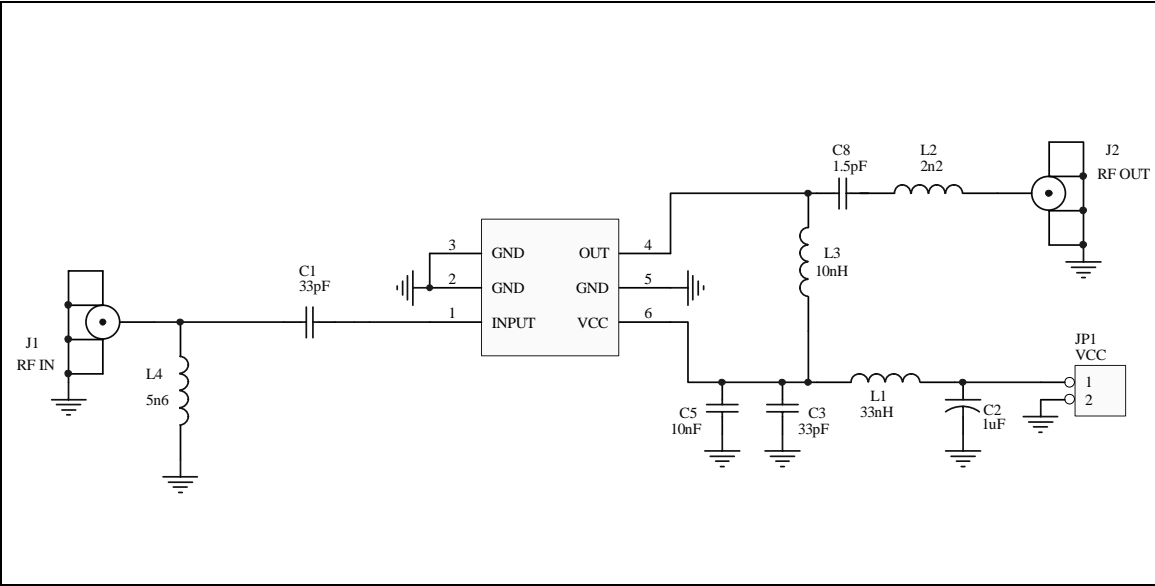 C8
1.5pF
L2
2n2
J2
RF OUT
3
GND
OUT
4
L3
10nH
C1
33pF
2
GND
GND
5
1
INPUT
VCC
6
J1
RF IN
L4
5n6
JP1
VCC
1
2
L1
33nH
C5
10nF
C3
33pF
C2
1uF